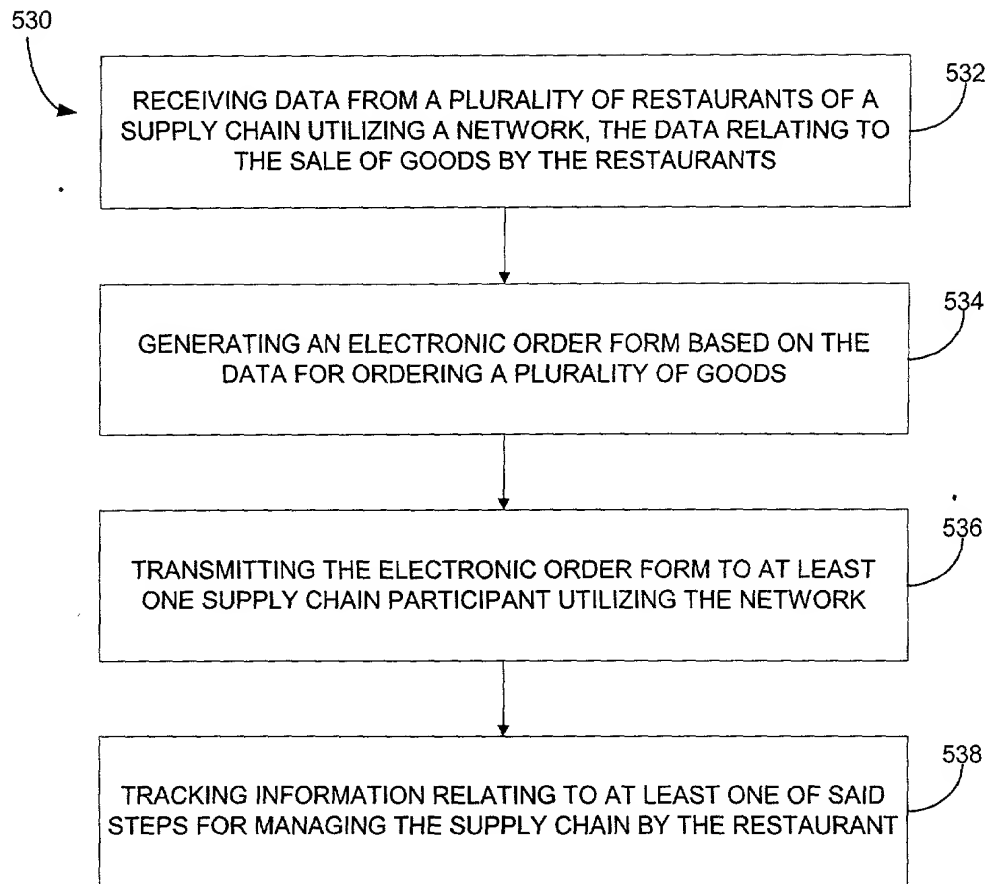 530
532
RECEIVING DATA FROM A PLURALITY OF RESTAURANTS OF A
SUPPLY CHAIN UTILIZING A NETWORK, THE DATA RELATING TO
THE SALE OF GOODS BY THE RESTAURANTS
534
GENERATING AN ELECTRONIC ORDER FORM BASED ON THE
DATA FOR ORDERING A PLURALITY OF GOODS
536
TRANSMITTING THE ELECTRONIC ORDER FORM TO AT LEAST
ONE SUPPLY CHAIN PARTICIPANT UTILIZING THE NETWORK
538
TRACKING INFORMATION RELATING TO AT LEAST ONE OF SAID
STEPS FOR MANAGING THE SUPPLY CHAIN BY THE RESTAURANT